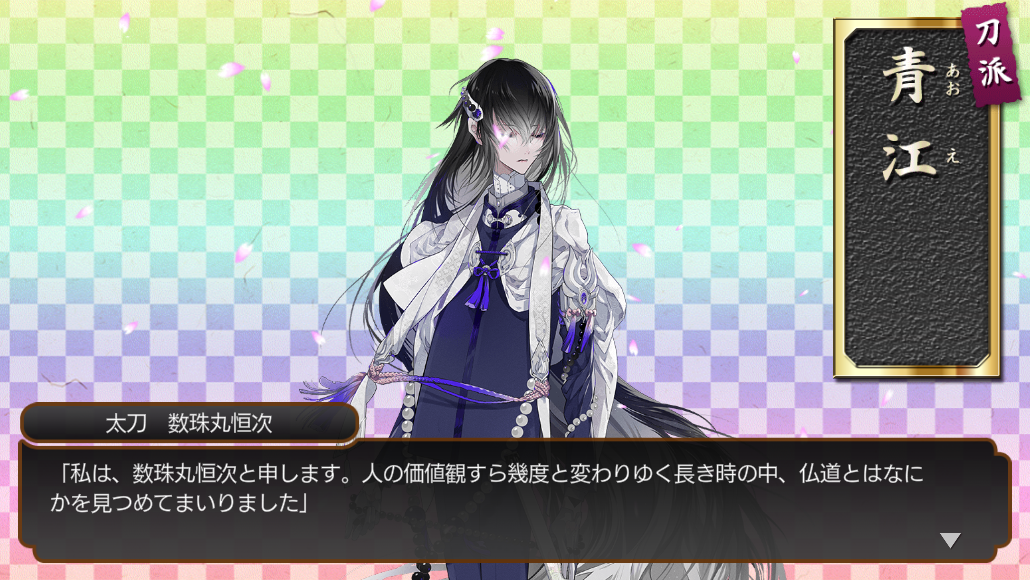 刀派
青江
あお
え
太刀　数珠丸恒次
「私は、数珠丸恒次と申します。人の価値観すら幾度と変わりゆく長き時の中、仏道とはなに
かを見つめてまいりました」